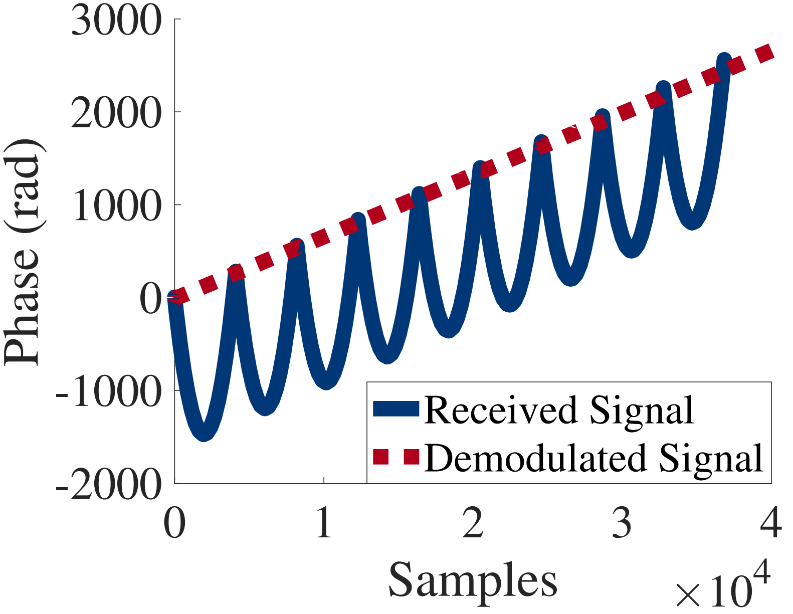 3000
2000
1000
0
-1000
-2000
Phase (rad)
Received Signal
Demodulated Signal
0 1 2 3 4
Samples
×10⁴